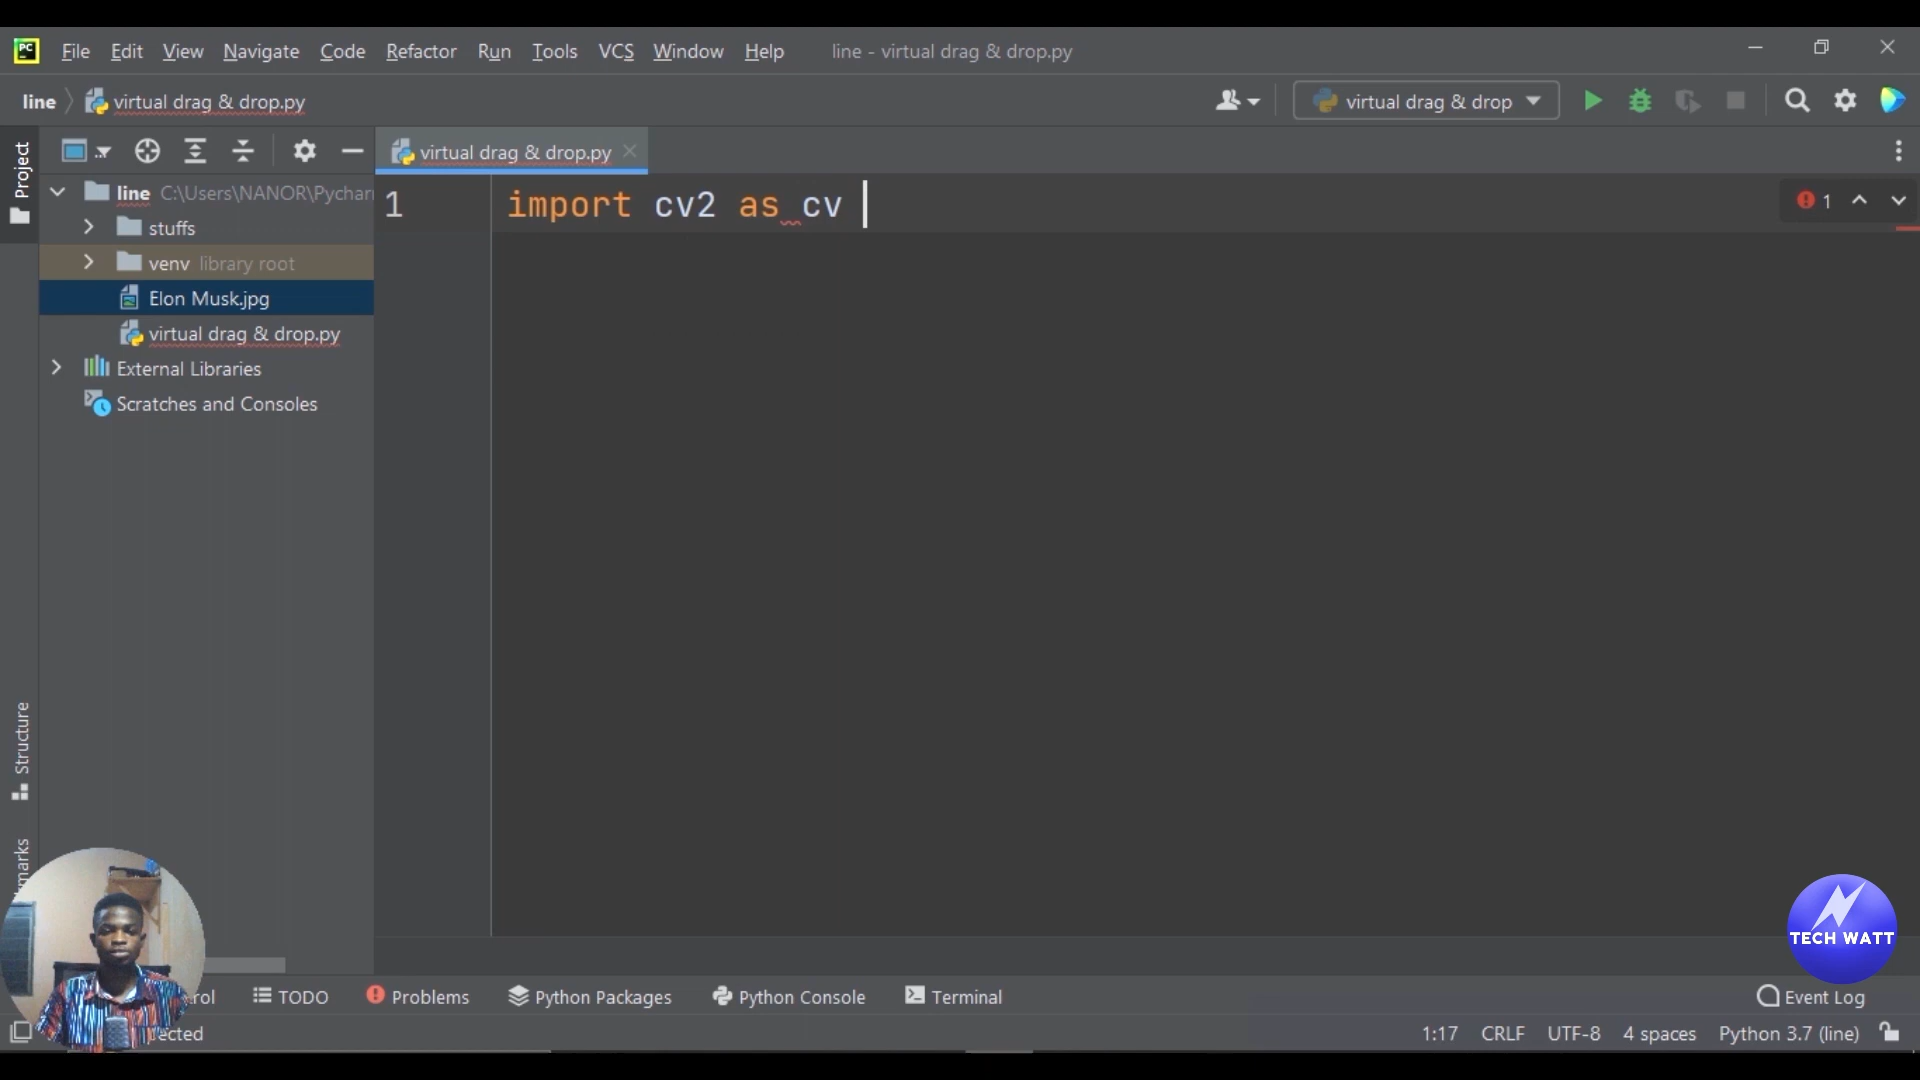 File Edit View Navigate Code Refactor Run Tools VCS Window Help line - virtual drag & drop.py
line virtual drag & drop.py virtual drag & drop
Project
virtual drag & drop.py
line C:\Users\NANOR\Pychar
1 import cv2 as cv
1
stuffs
venv library root
Elon Musk.jpg
virtual drag & drop.py
External Libraries
Scratches and Consoles
Structure
marks
TECH WATT
rol TODO Problems Python Packages Python Console Terminal Event Log
ected 1:17 CRLF UTF-8 4 spaces Python 3.7 (line)